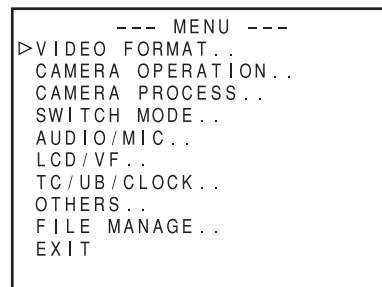 --- MENU ---
▷VIDEO FORMAT..
CAMERA OPERATION..
CAMERA PROCESS..
SWITCH MODE..
AUDIO/MIC..
LCD/VF..
TC/UB/CLOCK..
OTHERS..
FILE MANAGE..
EXIT